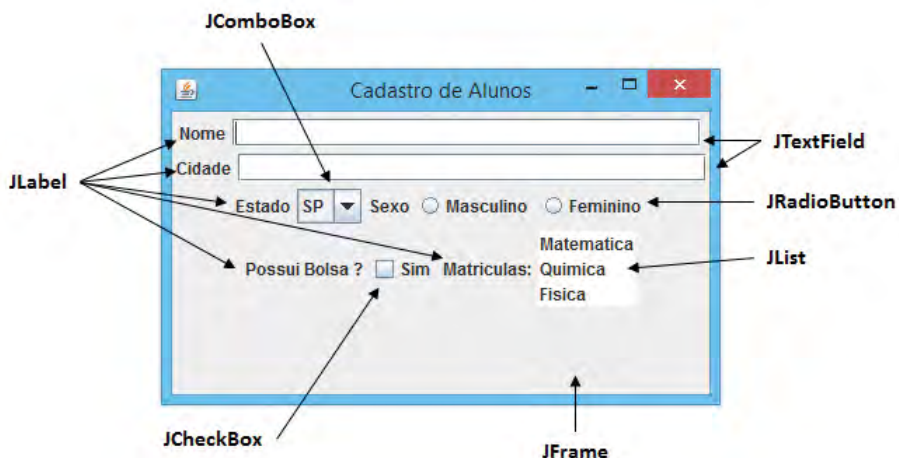 JComboBox
Cadastro de Alunos
Nome
JTextField
Cidade
JLabel
Estado SP Sexo Masculino Feminino
JRadioButton
Matematica
JList
Possui Bolsa ? Sim Matriculas: Quimica
Fisica
JCheckBox
JFrame